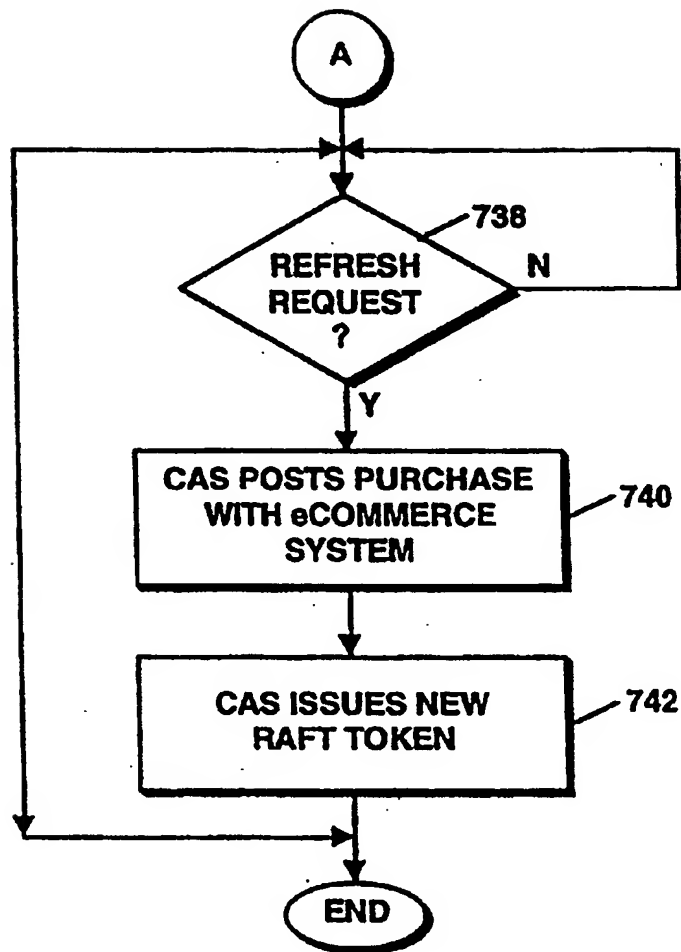 A
738
REFRESH
REQUEST
?
N
Y
CAS POSTS PURCHASE
WITH eCOMMERCE
SYSTEM
740
CAS ISSUES NEW
RAFT TOKEN
742
END